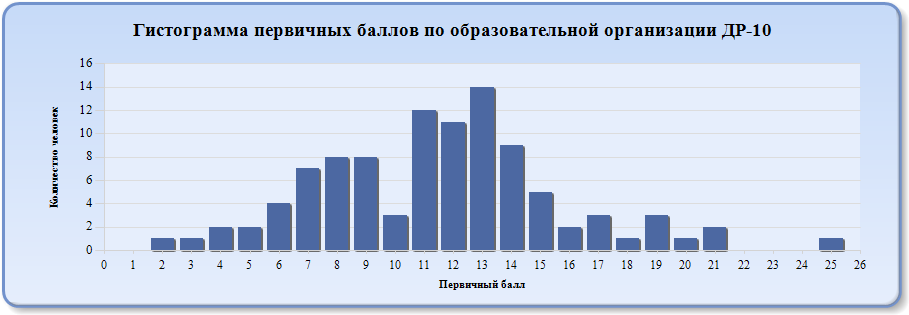 Гистограмма первичных баллов по образовательной организации ДР-10
Количество человек
16
14
12
10
8
6
4
2
0
0 1 2 3 4 5 6 7 8 9 10 11 12 13 14 15 16 17 18 19 20 21 22 23 24 25 26
Первичный балл